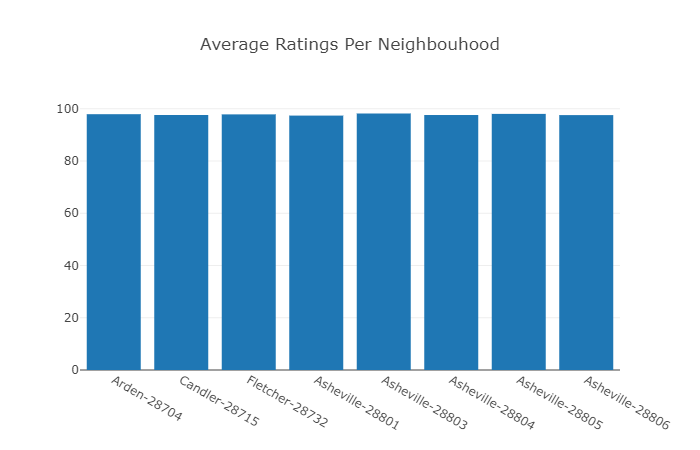 Average Ratings Per Neighbouhood
100
80
60
40
20
0
Arden-28704
Candler-28715
Fletcher-28732
Asheville-28801
Asheville-28803
Asheville-28804
Asheville-28805
Asheville-28806